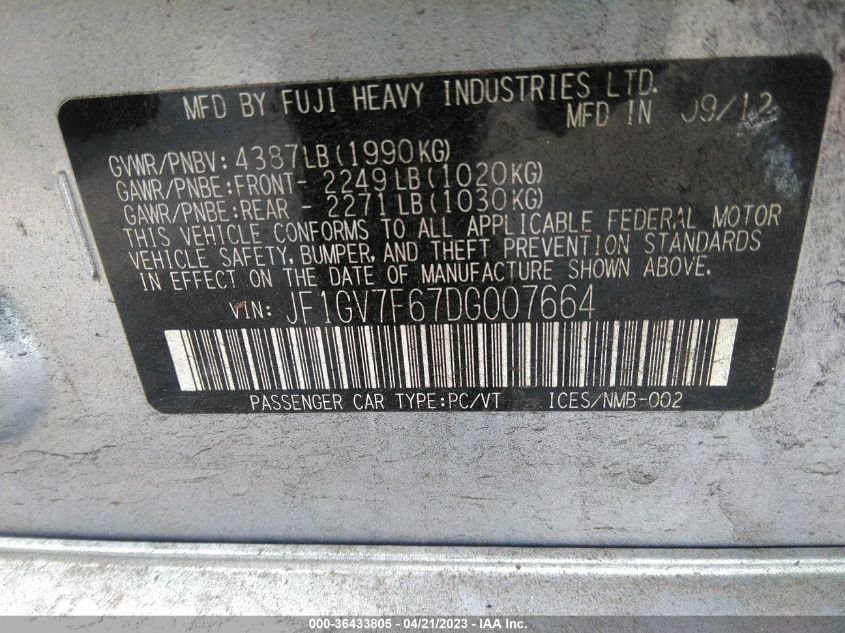 MFD BY FUJI HEAVY INDUSTRIES LTD.
MFD IN 09/12
GVWR/PNBV: 4387LB(1990KG)
GAWR/PNBE:FRONT- 2249LB(1020KG)
GAWR/PNBE:REAR - 2271LB(1030KG)
THIS VEHICLE CONFORMS TO ALL APPLICABLE FEDERAL MOTOR
VEHICLE SAFETY, BUMPER, AND THEFT PREVENTION STANDARDS
IN EFFECT ON THE DATE OF MANUFACTURE SHOWN ABOVE.
VIN: JF1GV7F67DG007664
PASSENGER CAR TYPE:PC/VT ICES/NMB-002
000-36433805 - 04/21/2023 - IAA Inc.